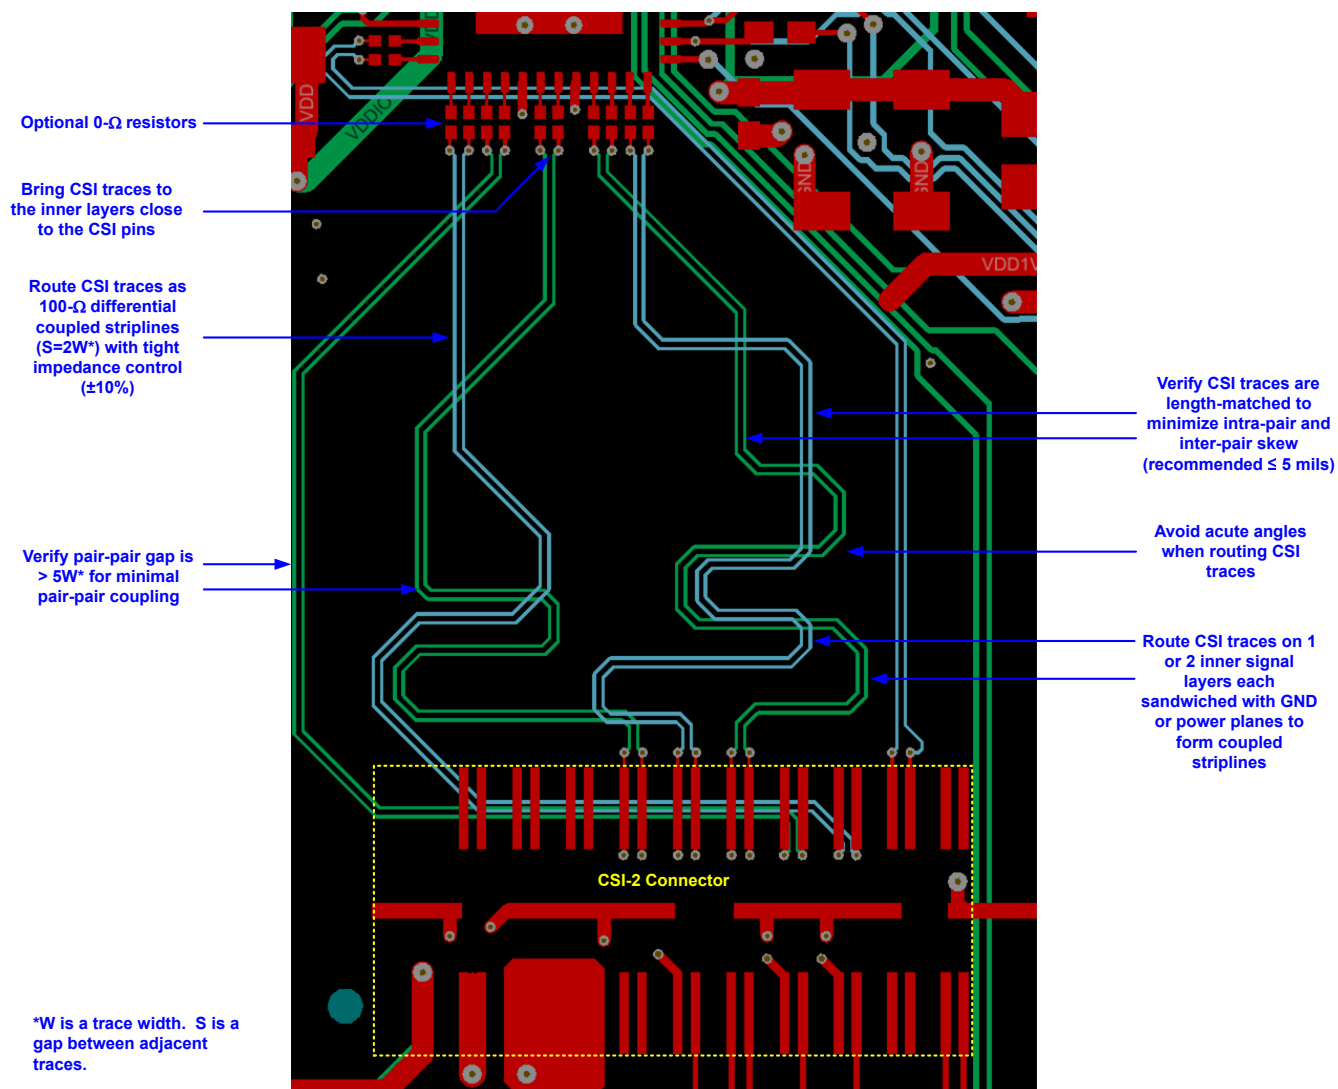 VDD
VDDIO
VDD
GND
GND
VDD1V
Optional 0-Ω resistors
Bring CSI traces to
the inner layers close
to the CSI pins
Route CSI traces as
100-Ω differential
coupled striplines
(S=2W*) with tight
impedance control
(±10%)
Verify pair-pair gap is
> 5W* for minimal
pair-pair coupling
Verify CSI traces are
length-matched to
minimize intra-pair and
inter-pair skew
(recommended ≤ 5 mils)
Avoid acute angles
when routing CSI
traces
Route CSI traces on 1
or 2 inner signal
layers each
sandwiched with GND
or power planes to
form coupled
striplines
CSI-2 Connector
*W is a trace width. S is a
gap between adjacent
traces.